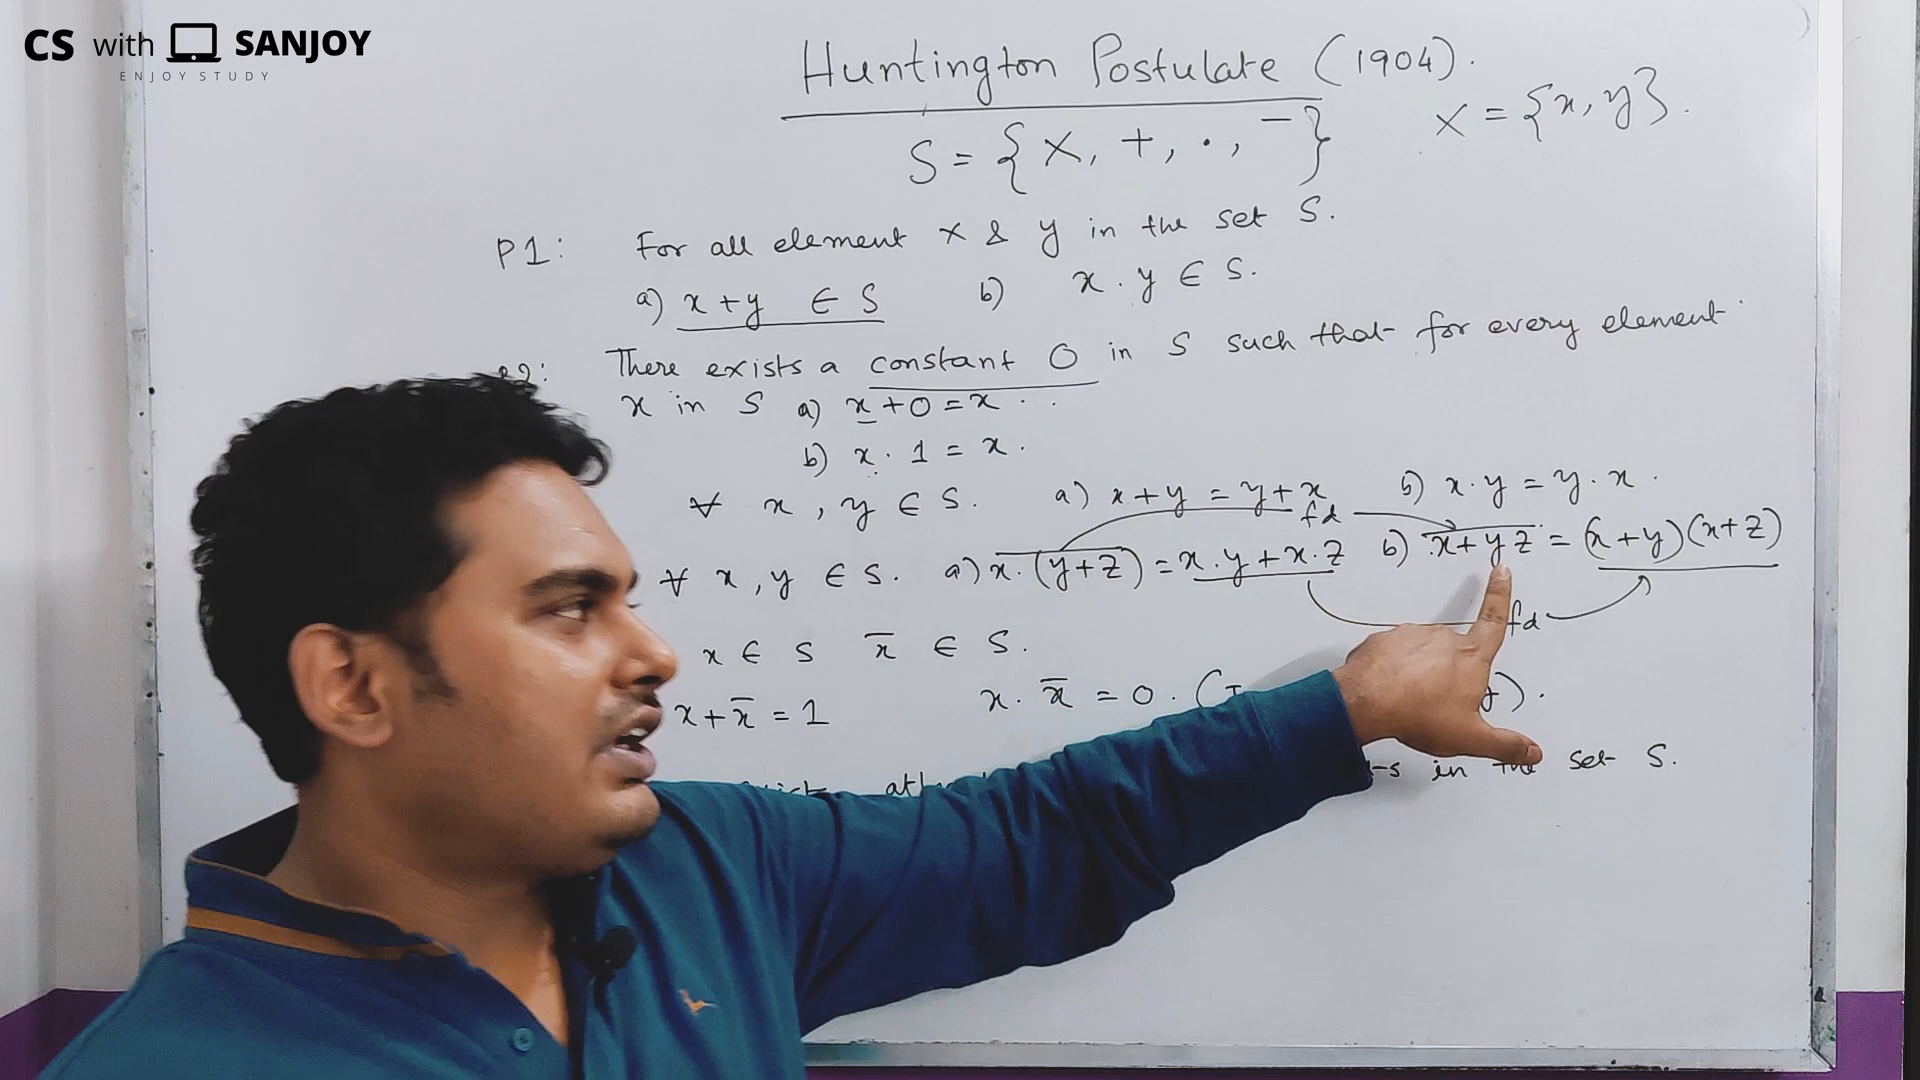 CS with SANJOY
ENJOY STUDY
Huntington Postulate (1904).
S = { X, +, ·, ¯ }
X = {x, y}.
P1: For all element x & y in the set S.
a) x + y ∈ S b) x . y ∈ S.
There exists a constant 0 in S such that for every element
x in S a) x + 0 = x
b) x . 1 = x .
∀ x , y ∈ S. a) x + y = y + x b) x . y = y . x .
fd
∀ x , y ∈ S. a) x . (y + z) = x . y + x . z b) x + y z = (x + y)(x + z)
fd
x ∈ S x̄ ∈ S.
x + x̄ = 1 x . x̄ = 0 .
in the set S.